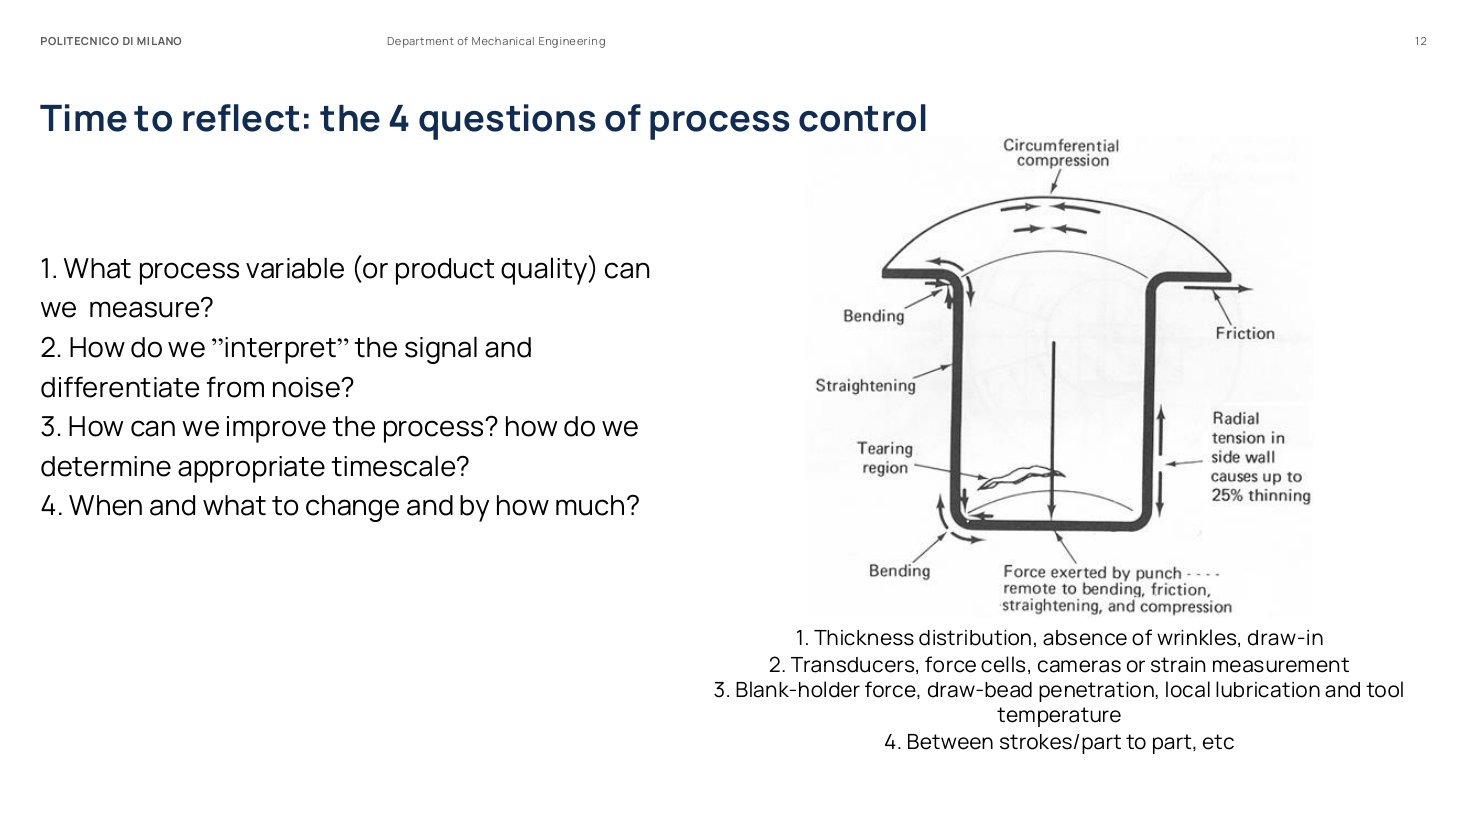 POLITECNICO DI MILANO
Department of Mechanical Engineering
12
Time to reflect: the 4 questions of process control
1. What process variable (or product quality) can
we  measure?
2. How do we ”interpret” the signal and
differentiate from noise?
3. How can we improve the process? how do we
determine appropriate timescale?
4. When and what to change and by how much?
Circumferential
compression
Bending
Friction
Straightening
Tearing
region
Radial
tension in
side wall
causes up to
25% thinning
Bending
Force exerted by punch - - - -
remote to bending, friction,
straightening, and compression
1. Thickness distribution, absence of wrinkles, draw-in
2. Transducers, force cells, cameras or strain measurement
3. Blank-holder force, draw-bead penetration, local lubrication and tool
temperature
4. Between strokes/part to part, etc